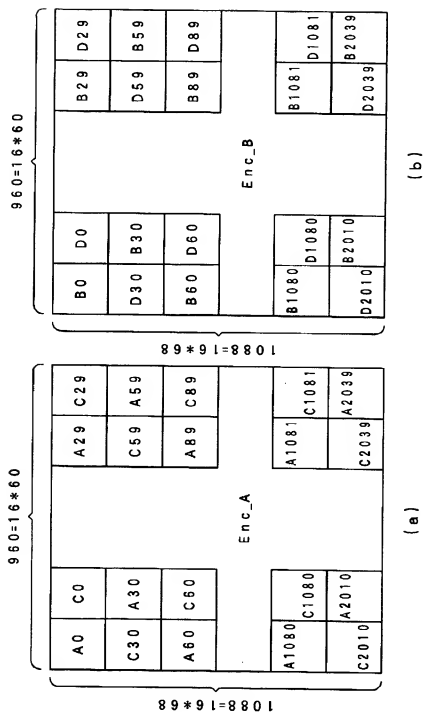 960=16*60
1088=16*68
A0 C0 A29 C29
C30 A30 C59 A59
A60 C60 A89 C89
Enc_A
A1080 C1080 A1081 C1081
C2010 A2010 C2039 A2039
(a)
960=16*60
1088=16*68
B0 D0 B29 D29
D30 B30 D59 B59
B60 D60 B89 D89
Enc_B
B1080 D1080 B1081 D1081
D2010 B2010 D2039 B2039
(b)